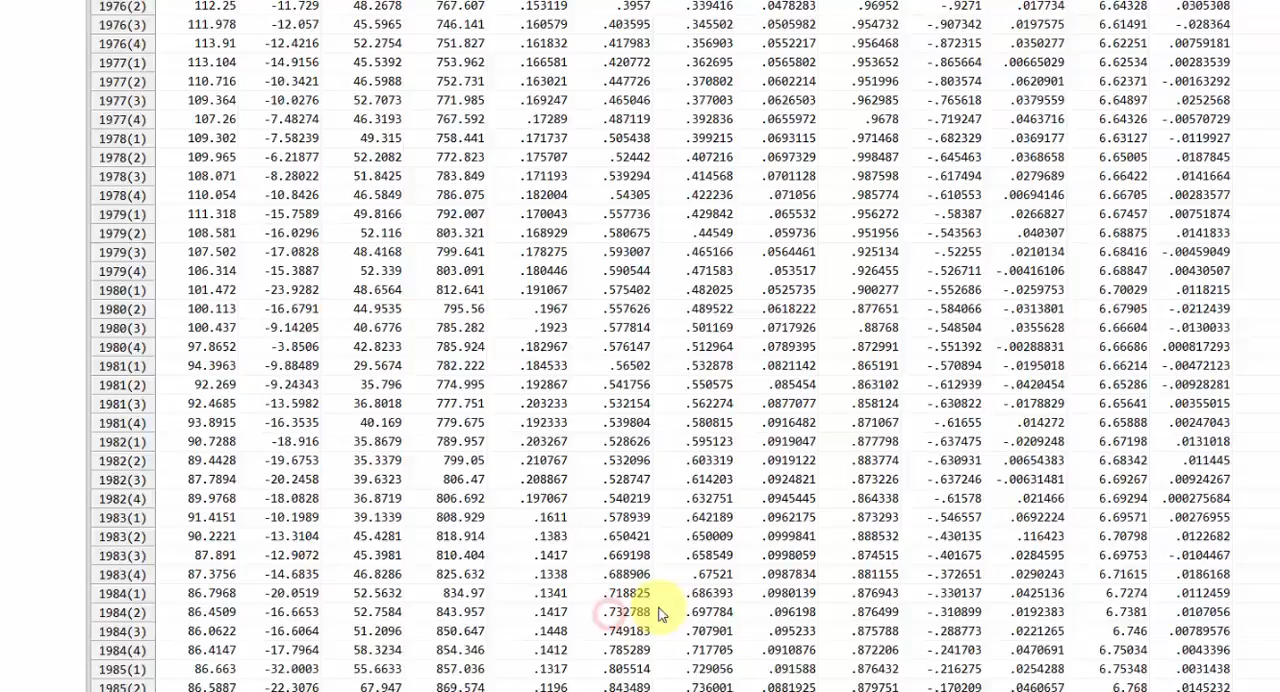 1976(2) 112.25 -11.729 48.2678 767.607 .153119 .3957 .339416 .0478283 .96952 -.9271 .017734 6.64328 .0305308
1976(3) 111.978 -12.057 45.5965 746.141 .160579 .403595 .345502 .0505982 .954732 -.907342 .0197575 6.61491 -.028364
1976(4) 113.91 -12.4216 52.2754 751.827 .161832 .417983 .356903 .0552217 .956468 -.872315 .0350277 6.62251 .00759181
1977(1) 113.104 -14.9156 45.5392 753.962 .166581 .420772 .362695 .0565802 .953652 -.865664 .00665029 6.62534 .00283539
1977(2) 110.716 -10.3421 46.5988 752.731 .163021 .447726 .370802 .0602214 .951996 -.803574 .0620901 6.62371 -.00163292
1977(3) 109.364 -10.0276 52.7073 771.985 .169247 .465046 .377003 .0626503 .962985 -.765618 .0379559 6.64897 .0252568
1977(4) 107.26 -7.48274 46.3193 767.592 .17289 .487119 .392836 .0655972 .9678 -.719247 .0463716 6.64326 -.00570729
1978(1) 109.302 -7.58239 49.315 758.441 .171737 .505438 .399215 .0693115 .971468 -.682329 .0369177 6.63127 -.0119927
1978(2) 109.965 -6.21877 52.2082 772.823 .175707 .52442 .407216 .0697329 .998487 -.645463 .0368658 6.65005 .0187845
1978(3) 108.071 -8.28022 51.8425 783.849 .171193 .539294 .414568 .0701128 .987598 -.617494 .0279689 6.66422 .0141664
1978(4) 110.054 -10.8426 46.5849 786.075 .182004 .54305 .422236 .071056 .985774 -.610553 .00694146 6.66705 .00283577
1979(1) 111.318 -15.7589 49.8166 792.007 .170043 .557736 .429842 .065532 .956272 -.58387 .0266827 6.67457 .00751874
1979(2) 108.581 -16.0296 52.116 803.321 .168929 .580675 .44549 .059736 .951956 -.543563 .040307 6.68875 .0141833
1979(3) 107.502 -17.0828 48.4168 799.641 .178275 .593007 .465166 .0564461 .925134 -.52255 .0210134 6.68416 -.00459049
1979(4) 106.314 -15.3887 52.339 803.091 .180446 .590544 .471583 .053517 .926455 -.526711 -.00416106 6.68847 .00430507
1980(1) 101.472 -23.9282 48.6564 812.641 .191067 .575402 .482025 .0525735 .900277 -.552686 -.0259753 6.70029 .0118215
1980(2) 100.113 -16.6791 44.9535 795.56 .1967 .557626 .489522 .0618222 .877651 -.584066 -.0313801 6.67905 -.0212439
1980(3) 100.437 -9.14205 40.6776 785.282 .1923 .577814 .501169 .0717926 .88768 -.548504 .0355628 6.66604 -.0130033
1980(4) 97.8652 -3.8506 42.8233 785.924 .182967 .576147 .512964 .0789395 .872991 -.551392 -.00288831 6.66686 .000817293
1981(1) 94.3963 -9.88489 29.5674 782.222 .184533 .56502 .532878 .0821142 .865191 -.570894 -.0195018 6.66214 -.00472123
1981(2) 92.269 -9.24343 35.796 774.995 .192867 .541756 .550575 .085454 .863102 -.612939 -.0420454 6.65286 -.00928281
1981(3) 92.4685 -13.5982 36.8018 777.751 .203233 .532154 .562274 .0877077 .858124 -.630822 -.0178829 6.65641 .00355015
1981(4) 93.8915 -16.3535 40.169 779.675 .192333 .539804 .580815 .0916482 .871067 -.61655 .014272 6.65888 .00247043
1982(1) 90.7288 -18.916 35.8679 789.957 .203267 .528626 .595123 .0919047 .877798 -.637475 -.0209248 6.67198 .0131018
1982(2) 89.4428 -19.6753 35.3379 799.05 .210767 .532096 .603319 .0919122 .883774 -.630931 .00654383 6.68342 .011445
1982(3) 87.7894 -20.2458 39.6323 806.47 .208867 .528747 .614203 .0924821 .873226 -.637246 -.00631481 6.69267 .00924267
1982(4) 89.9768 -18.0828 36.8719 806.692 .197067 .540219 .632751 .0945445 .864338 -.61578 .021466 6.69294 .000275684
1983(1) 91.4151 -10.1989 39.1339 808.929 .1611 .578939 .642189 .0962175 .873293 -.546557 .0692224 6.69571 .00276955
1983(2) 90.2221 -13.3104 45.4281 818.914 .1383 .650421 .650009 .0999841 .888532 -.430135 .116423 6.70798 .0122682
1983(3) 87.891 -12.9072 45.3981 810.404 .1417 .669198 .658549 .0998059 .874515 -.401675 .0284595 6.69753 -.0104467
1983(4) 87.3756 -14.6835 46.8286 825.632 .1338 .688906 .67521 .0987834 .881155 -.372651 .0290243 6.71615 .0186168
1984(1) 86.7968 -20.0519 52.5632 834.97 .1341 .718825 .686393 .0980139 .876943 -.330137 .0425136 6.7274 .0112459
1984(2) 86.4509 -16.6653 52.7584 843.957 .1417 .732788 .697784 .096198 .876499 -.310899 .0192383 6.7381 .0107056
1984(3) 86.0622 -16.6064 51.2096 850.647 .1448 .749183 .707901 .095233 .875788 -.288773 .0221265 6.746 .00789576
1984(4) 86.4147 -17.7964 58.3234 854.346 .1412 .785289 .717705 .0910876 .872206 -.241703 .0470691 6.75034 .0043396
1985(1) 86.663 -32.0003 55.6633 857.036 .1317 .805514 .729056 .091588 .876432 -.216275 .0254288 6.75348 .0031438
1985(2) 86.5887 -22.3076 67.947 869.574 .1196 .843489 .736001 .0881925 .879751 -.170209 .0460657 6.768 .0145232